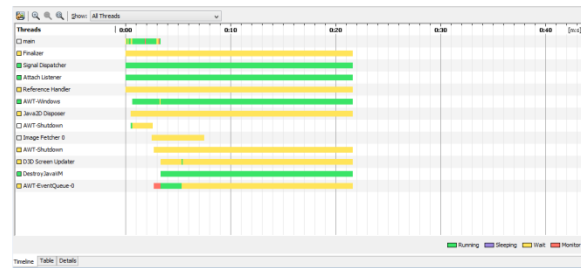 Show: All Threads
Threads 0:00 0:10 0:20 0:30 0:40 [ms]
main
Finalizer
Signal Dispatcher
Attach Listener
Reference Handler
AWT-Windows
Java2D Disposer
AWT-Shutdown
Image Fetcher 0
AWT-Shutdown
D3D Screen Updater
DestroyJavaVM
AWT-EventQueue-0
Running Sleeping Wait Monitor
Timeline Table Details